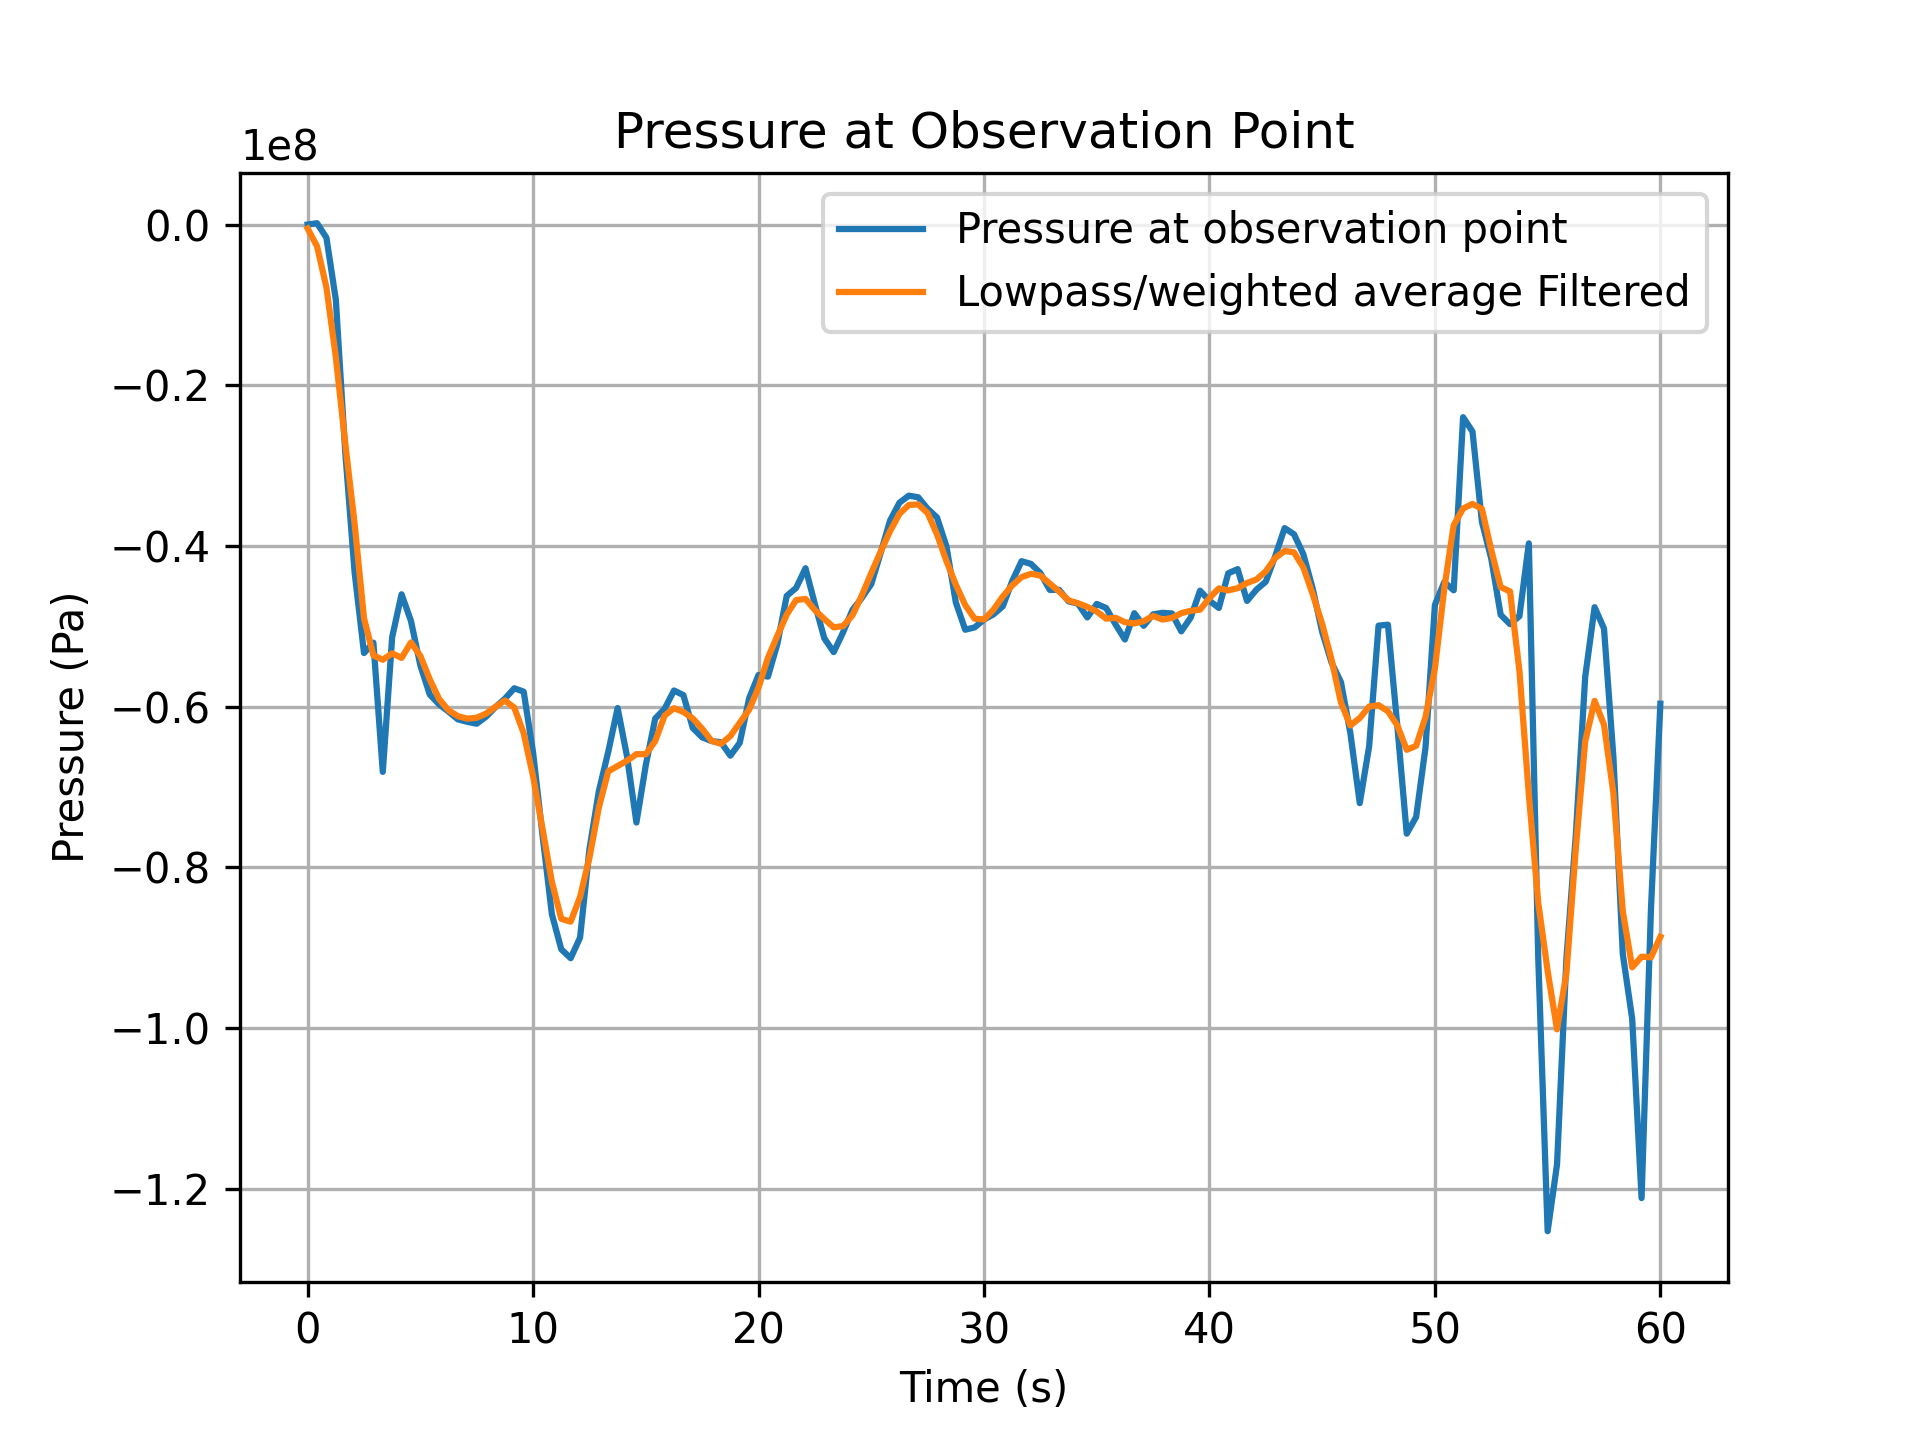 Pressure at Observation Point
1e8
Pressure at observation point
Lowpass/weighted average Filtered
0.0
−0.2
−0.4
−0.6
−0.8
−1.0
−1.2
Pressure (Pa)
0 10 20 30 40 50 60
Time (s)